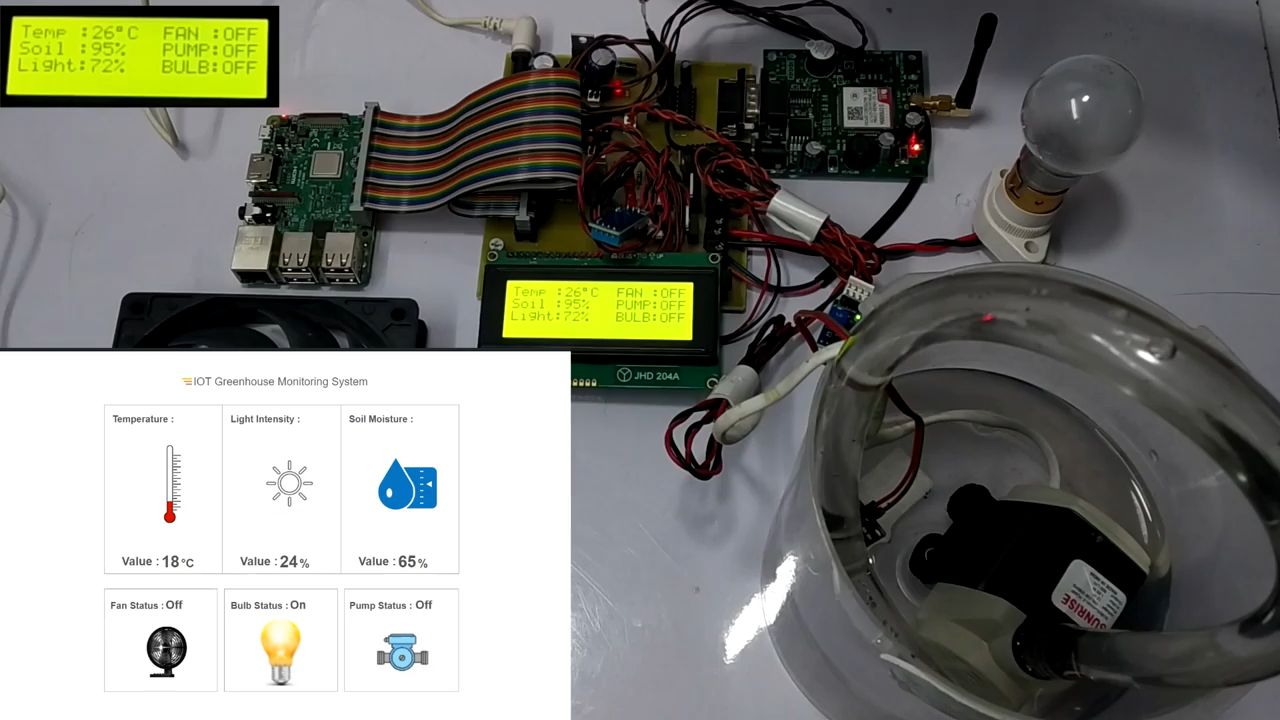 Temp :26°C FAN :OFF
Soil :95% PUMP:OFF
Light:72% BULB:OFF
Temp :26°C FAN :OFF
Soil :95% PUMP:OFF
Light:72% BULB:OFF
JHD 204A
IOT Greenhouse Monitoring System
Temperature : Light Intensity : Soil Moisture :
Value : 18 °C Value : 24 % Value : 65 %
Fan Status : Off Bulb Status : On Pump Status : Off
SUNRISE